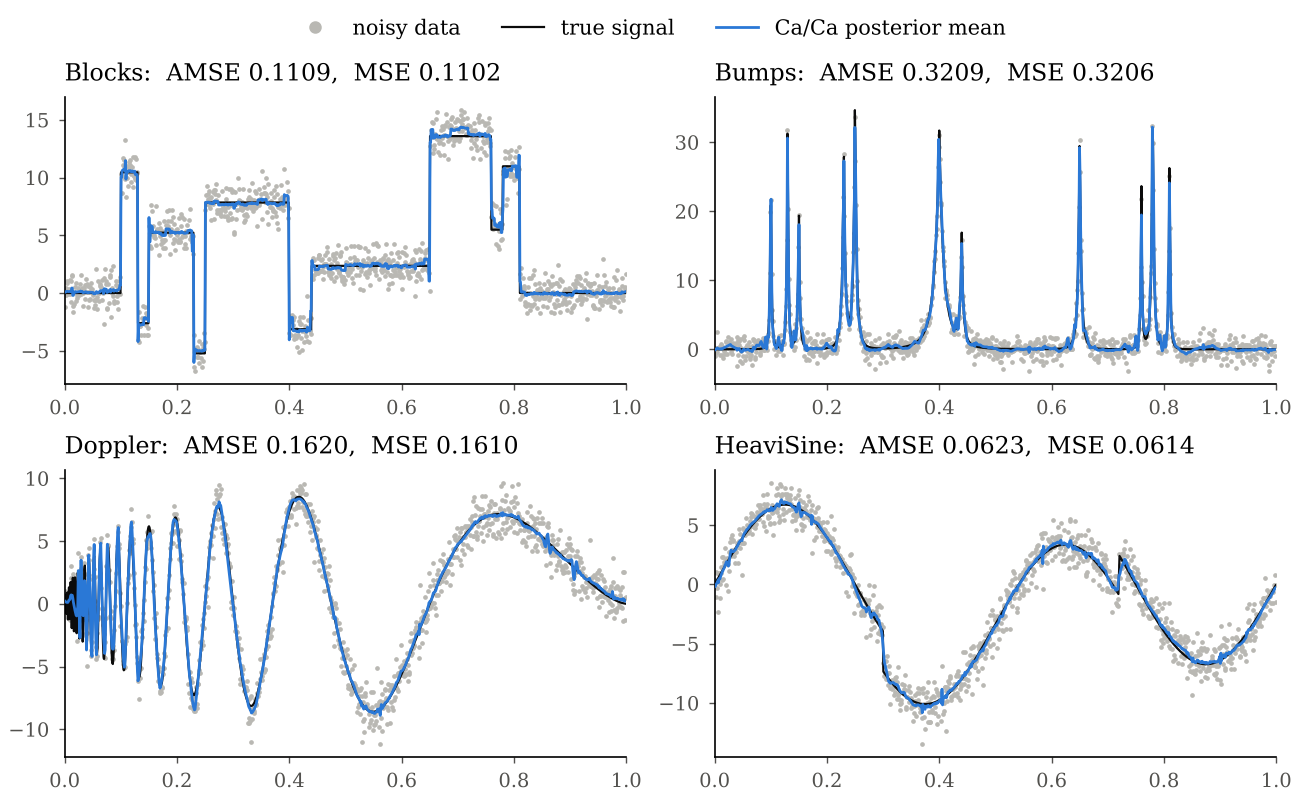 noisy data true signal Ca/Ca posterior mean
Blocks: AMSE 0.1109, MSE 0.1102
15
10
5
0
−5
0.0 0.2 0.4 0.6 0.8 1.0
Bumps: AMSE 0.3209, MSE 0.3206
30
20
10
0
0.0 0.2 0.4 0.6 0.8 1.0
Doppler: AMSE 0.1620, MSE 0.1610
10
5
0
−5
−10
0.0 0.2 0.4 0.6 0.8 1.0
HeaviSine: AMSE 0.0623, MSE 0.0614
5
0
−5
−10
0.0 0.2 0.4 0.6 0.8 1.0